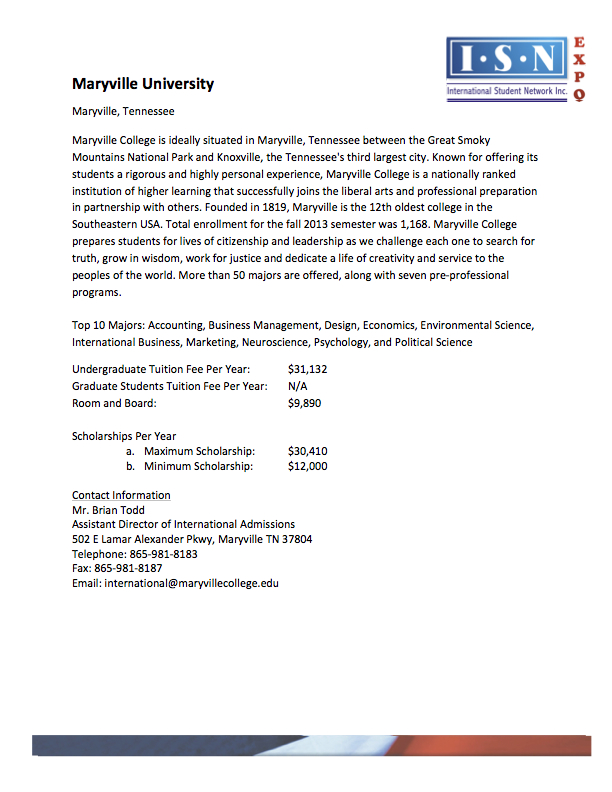 I·S·N
International Student Network Inc.
EXPO
Maryville University
Maryville, Tennessee
Maryville College is ideally situated in Maryville, Tennessee between the Great Smoky
Mountains National Park and Knoxville, the Tennessee's third largest city. Known for offering its
students a rigorous and highly personal experience, Maryville College is a nationally ranked
institution of higher learning that successfully joins the liberal arts and professional preparation
in partnership with others. Founded in 1819, Maryville is the 12th oldest college in the
Southeastern USA. Total enrollment for the fall 2013 semester was 1,168. Maryville College
prepares students for lives of citizenship and leadership as we challenge each one to search for
truth, grow in wisdom, work for justice and dedicate a life of creativity and service to the
peoples of the world. More than 50 majors are offered, along with seven pre-professional
programs.
Top 10 Majors: Accounting, Business Management, Design, Economics, Environmental Science,
International Business, Marketing, Neuroscience, Psychology, and Political Science
Undergraduate Tuition Fee Per Year: $31,132
Graduate Students Tuition Fee Per Year: N/A
Room and Board: $9,890
Scholarships Per Year
a. Maximum Scholarship: $30,410
b. Minimum Scholarship: $12,000
Contact Information
Mr. Brian Todd
Assistant Director of International Admissions
502 E Lamar Alexander Pkwy, Maryville TN 37804
Telephone: 865-981-8183
Fax: 865-981-8187
Email: international@maryvillecollege.edu